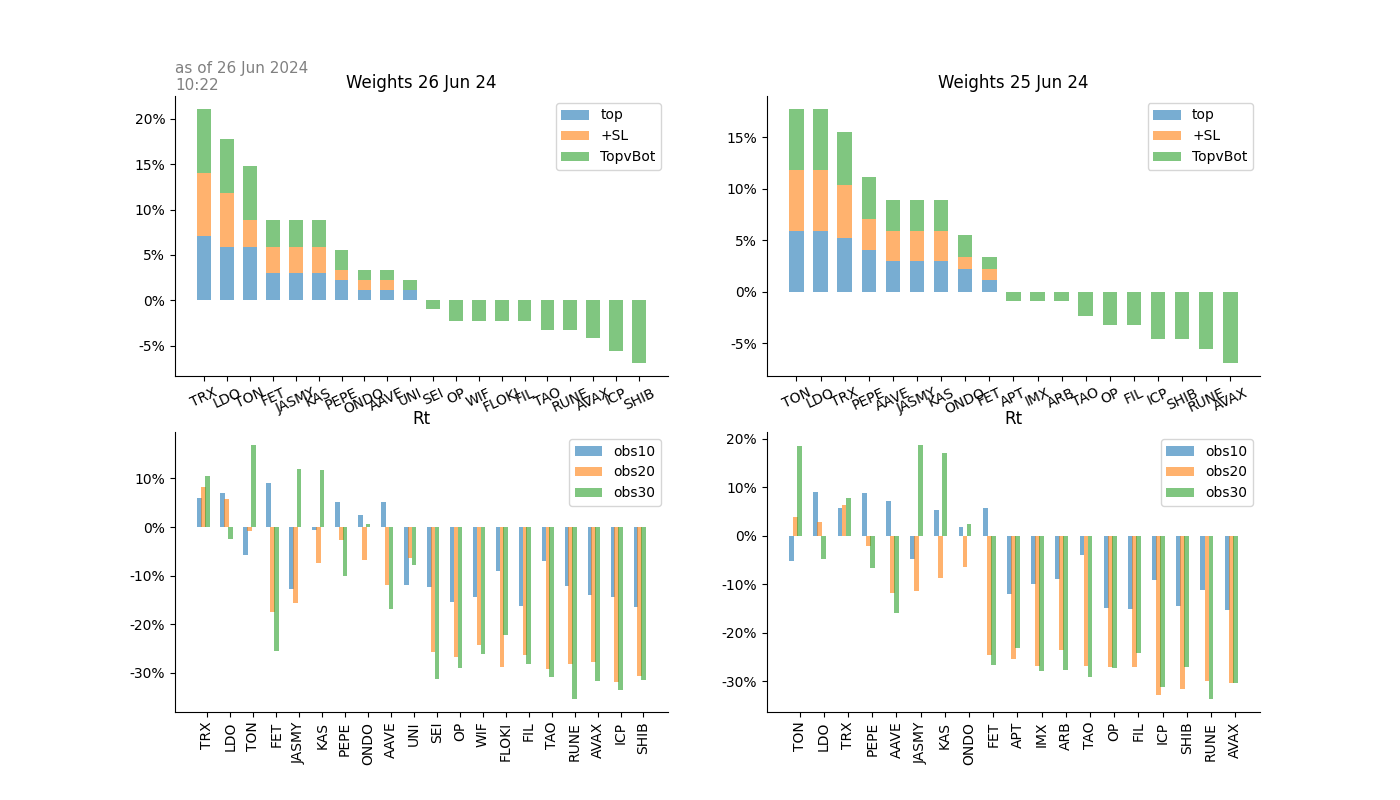 as of 26 Jun 2024
10:22
Weights 26 Jun 24
20%
15%
10%
5%
0%
-5%
top
+SL
TopvBot
TRX LDO TON FET JASMY KAS PEPE ONDO AAVE UNI SEI OP WIF FLOKI FIL TAO RUNE AVAX ICP SHIB
Weights 25 Jun 24
15%
10%
5%
0%
-5%
top
+SL
TopvBot
TON LDO TRX PEPE AAVE JASMY KAS ONDO FET APT IMX ARB TAO OP FIL ICP SHIB RUNE AVAX
Rt
10%
0%
-10%
-20%
-30%
obs10
obs20
obs30
TRX LDO TON FET JASMY KAS PEPE ONDO AAVE UNI SEI OP WIF FLOKI FIL TAO RUNE AVAX ICP SHIB
Rt
20%
10%
0%
-10%
-20%
-30%
obs10
obs20
obs30
TON LDO TRX PEPE AAVE JASMY KAS ONDO FET APT IMX ARB TAO OP FIL ICP SHIB RUNE AVAX